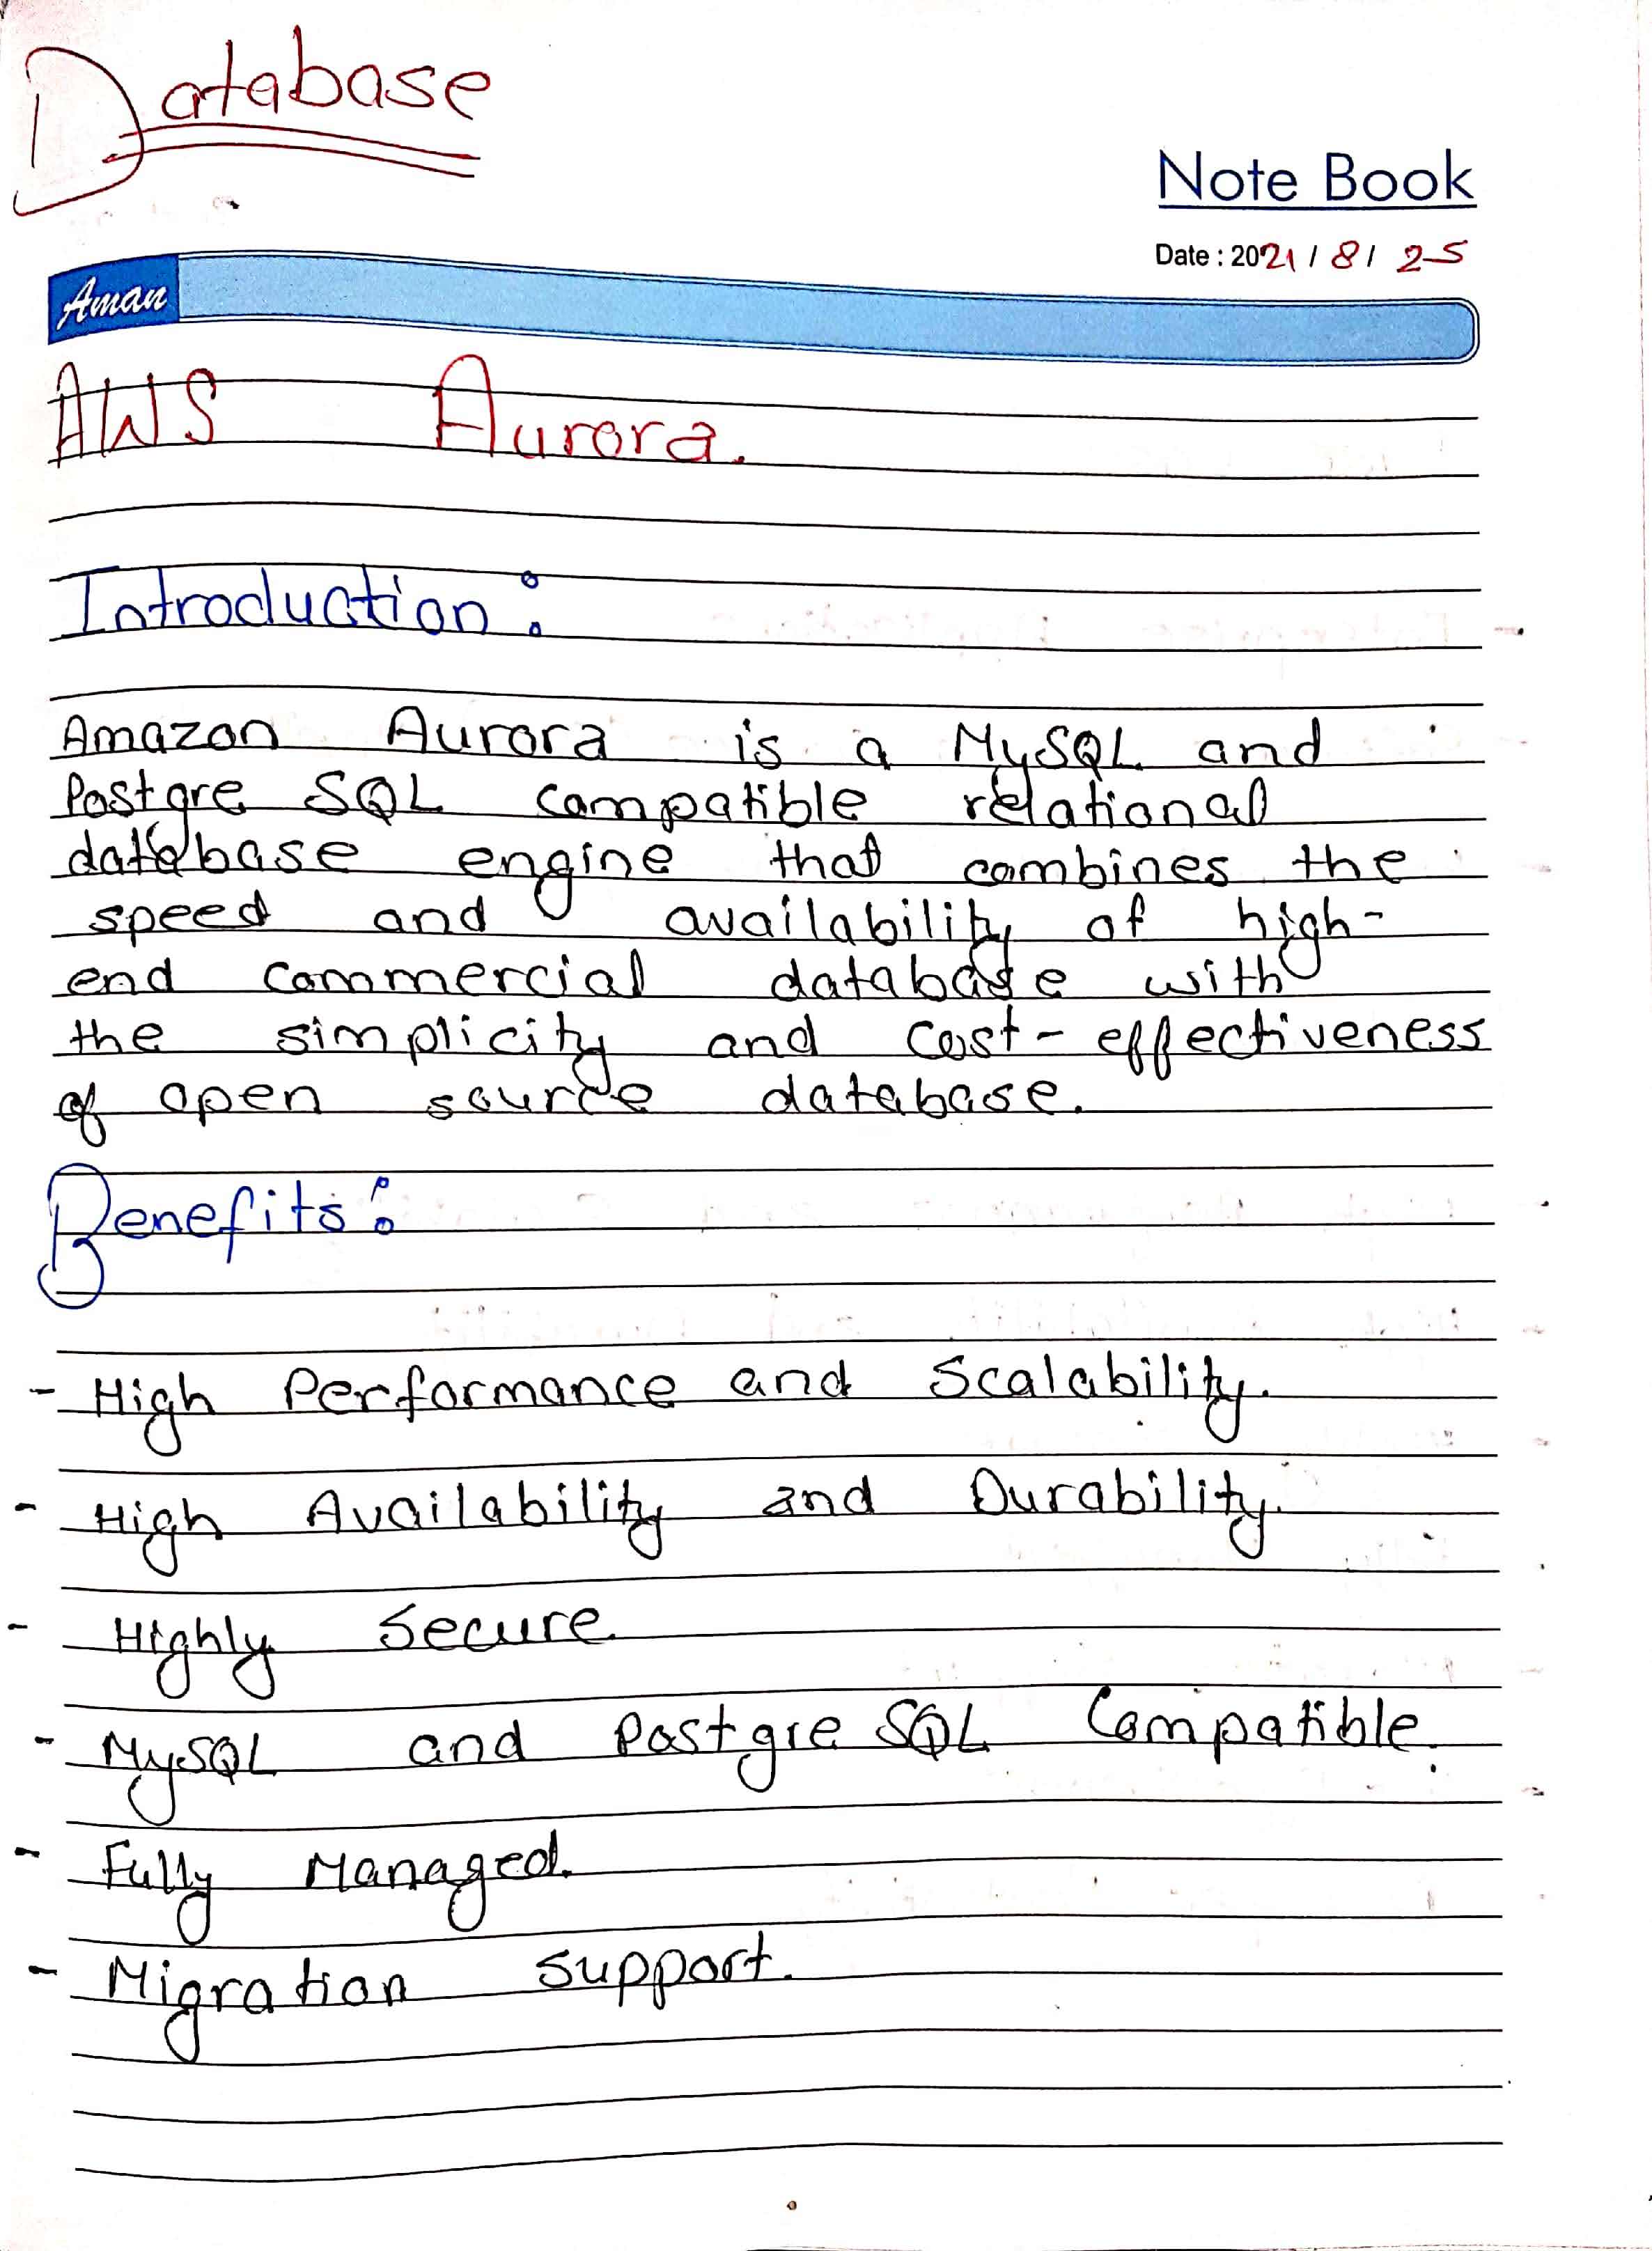 Database
Note Book
Date : 2021 / 8 / 25
Aman
AWS Aurora.
Introduction:
Amazon Aurora is a MySQL and
Postgre SQL compatible relational
database engine that combines the
speed and availability of high-
end commercial database with
the simplicity and cost-effectiveness
of open source database.
Benefits:
- High Performance and Scalability.
- High Availability and Durability.
- Highly Secure
- MySQL and Postgre SQL Compatible.
- Fully Managed.
- Migration support.